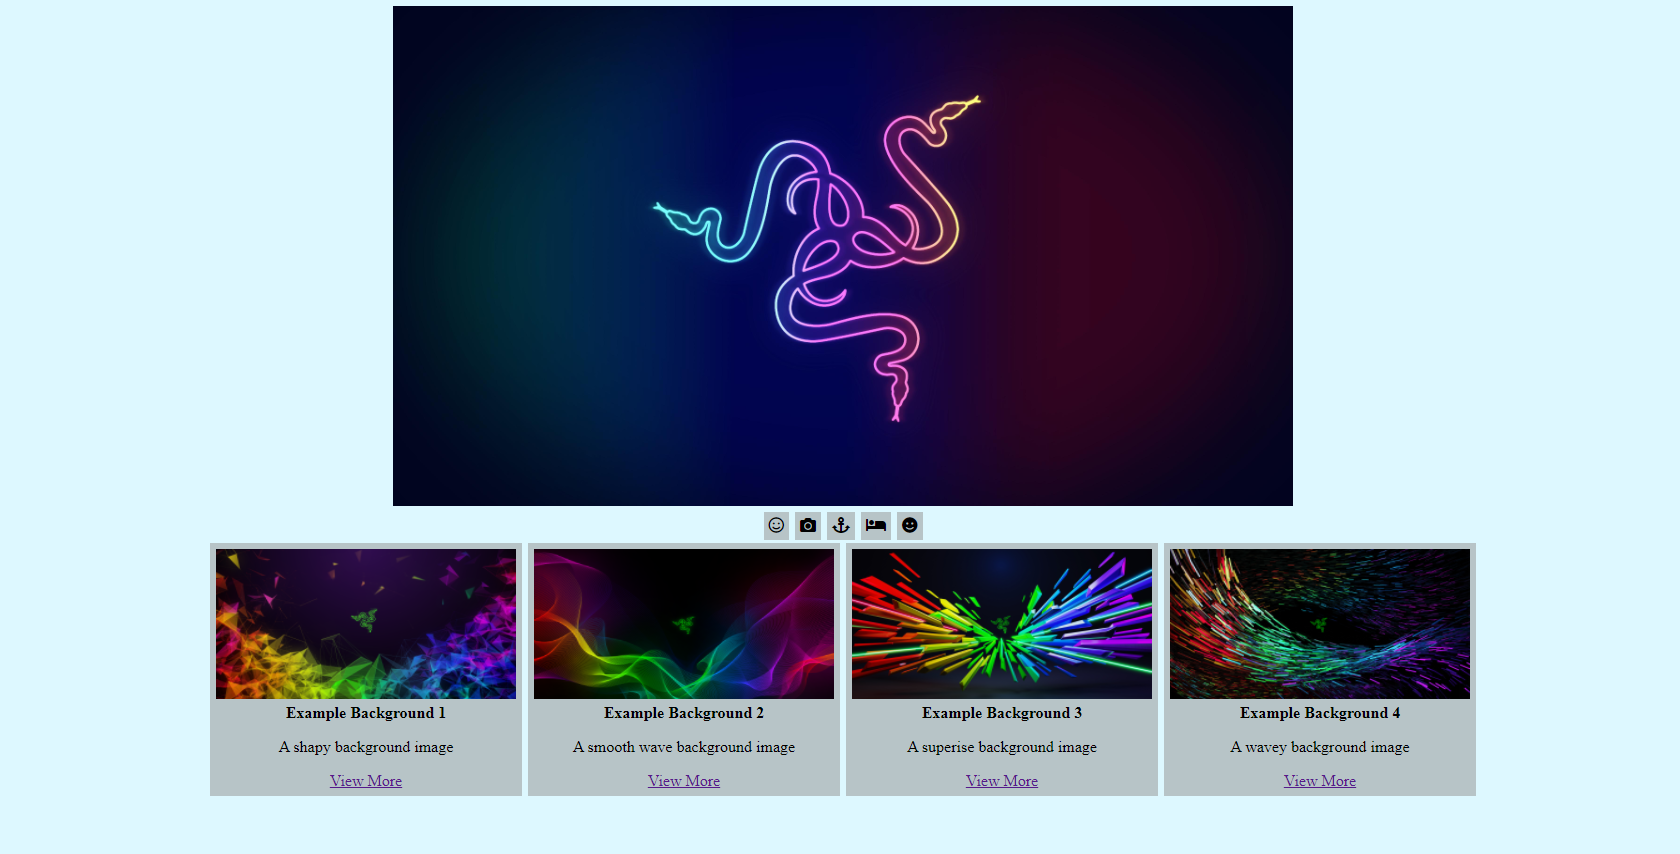 Example Background 1
A shapy background image
View More
Example Background 2
A smooth wave background image
View More
Example Background 3
A superise background image
View More
Example Background 4
A wavey background image
View More